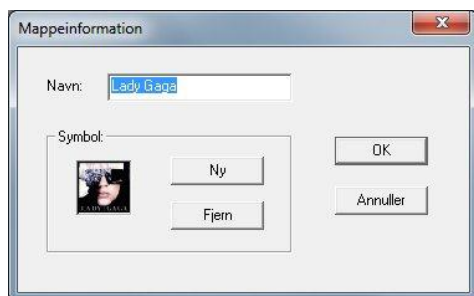 Mappeinformation
Navn: Lady Gaga
Symbol:
LADY GAGA
Ny
Fjern
OK
Annuller